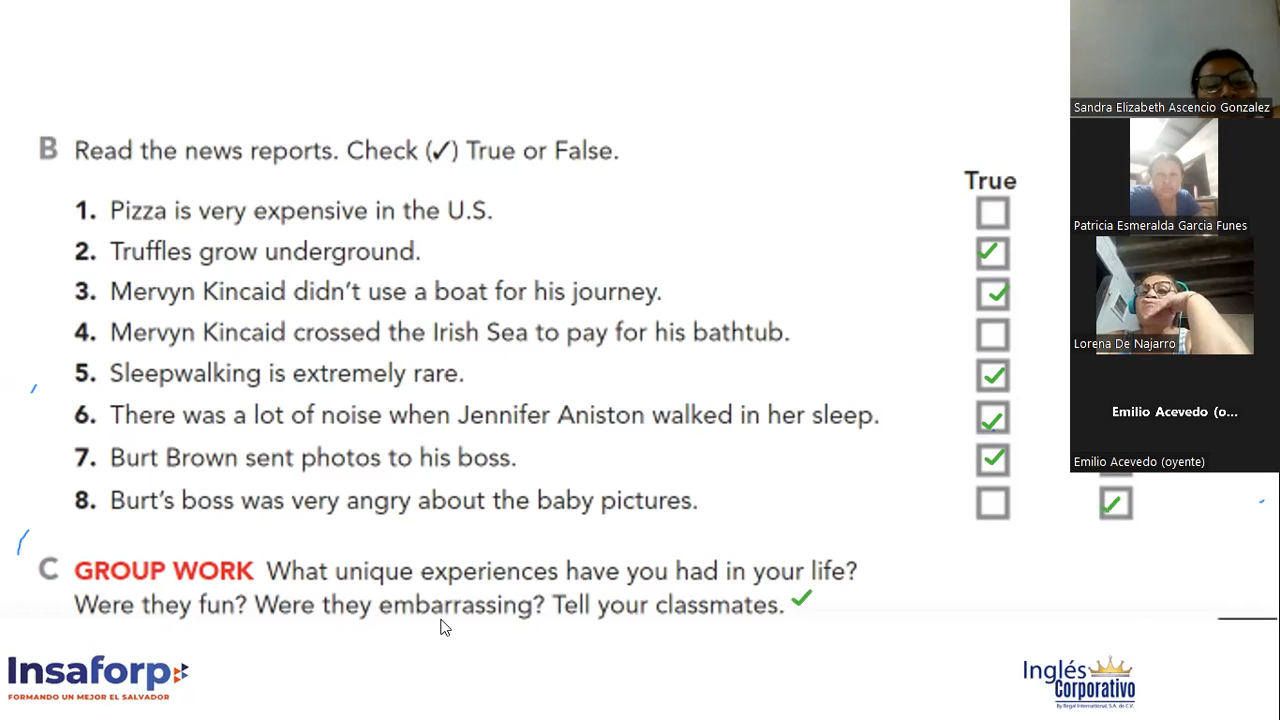 B Read the news reports. Check (✓) True or False.
True
1. Pizza is very expensive in the U.S.
2. Truffles grow underground.
3. Mervyn Kincaid didn't use a boat for his journey.
4. Mervyn Kincaid crossed the Irish Sea to pay for his bathtub.
5. Sleepwalking is extremely rare.
6. There was a lot of noise when Jennifer Aniston walked in her sleep.
7. Burt Brown sent photos to his boss.
8. Burt's boss was very angry about the baby pictures.
C GROUP WORK What unique experiences have you had in your life?
Were they fun? Were they embarrassing? Tell your classmates.
Insaforp
FORMANDO UN MEJOR EL SALVADOR
Inglés
Corporativo
By Regal International, S.A. de C.V.
Sandra Elizabeth Ascencio Gonzalez
Patricia Esmeralda Garcia Funes
Lorena De Najarro
Emilio Acevedo (o...
Emilio Acevedo (oyente)